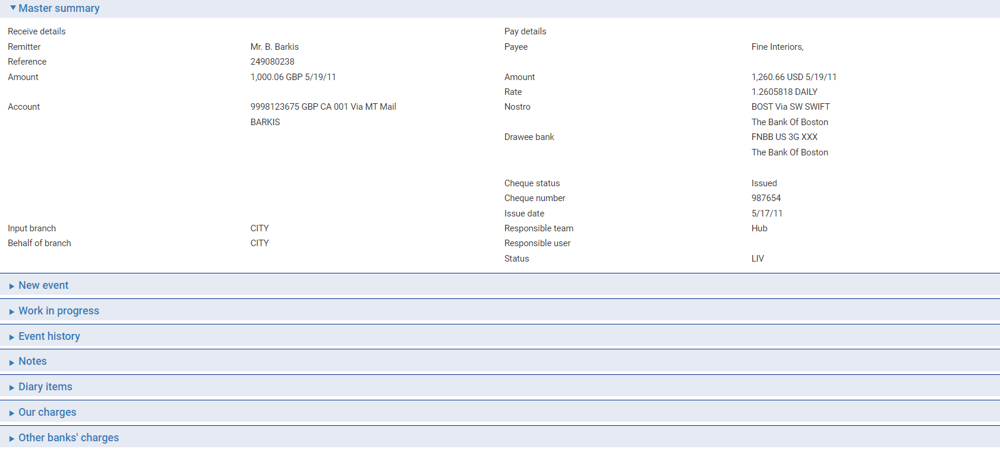 Master summary
Receive details Pay details
Remitter Mr. B. Barkis Payee Fine Interiors,
Reference 249080238
Amount 1,000.06 GBP 5/19/11 Amount 1,260.66 USD 5/19/11
Rate 1.2605818 DAILY
Account 9998123675 GBP CA 001 Via MT Mail Nostro BOST Via SW SWIFT
BARKIS The Bank Of Boston
Drawee bank FNBB US 3G XXX
The Bank Of Boston
Cheque status Issued
Cheque number 987654
Issue date 5/17/11
Input branch CITY Responsible team Hub
Behalf of branch CITY Responsible user
Status LIV
New event
Work in progress
Event history
Notes
Diary items
Our charges
Other banks' charges